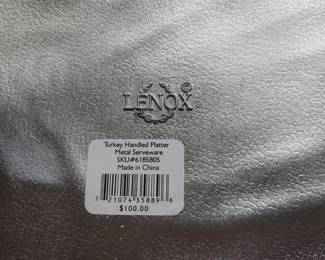 ©
LENOX
Turkey Handled Platter
Metal Serveware
SKU#6185805
Made in China
7 21074 35889 6
$100.00